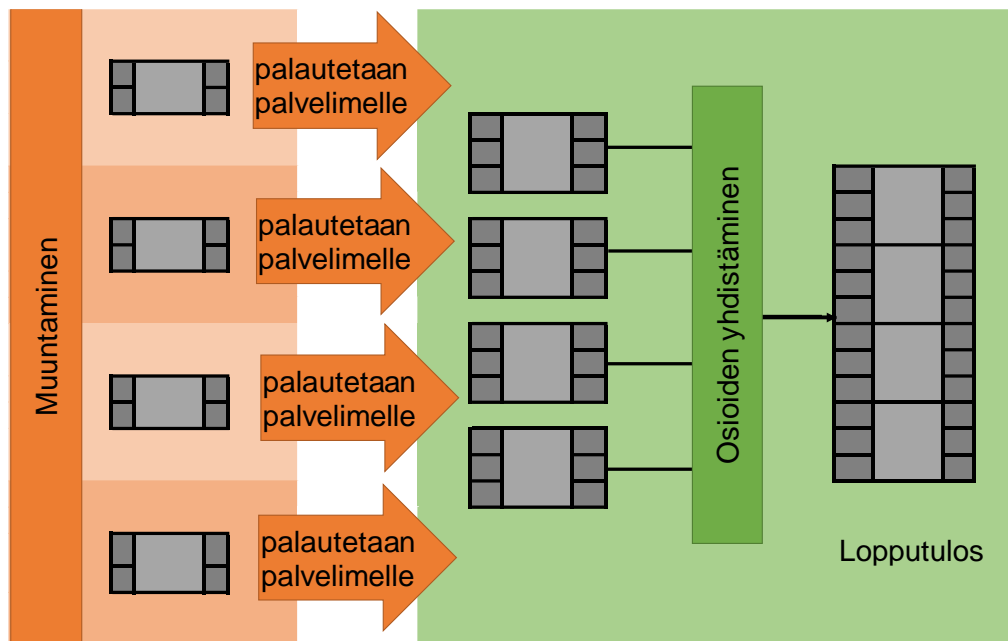 Muuntaminen
palautetaan
palvelimelle
palautetaan
palvelimelle
palautetaan
palvelimelle
palautetaan
palvelimelle
Osioiden yhdistäminen
Lopputulos